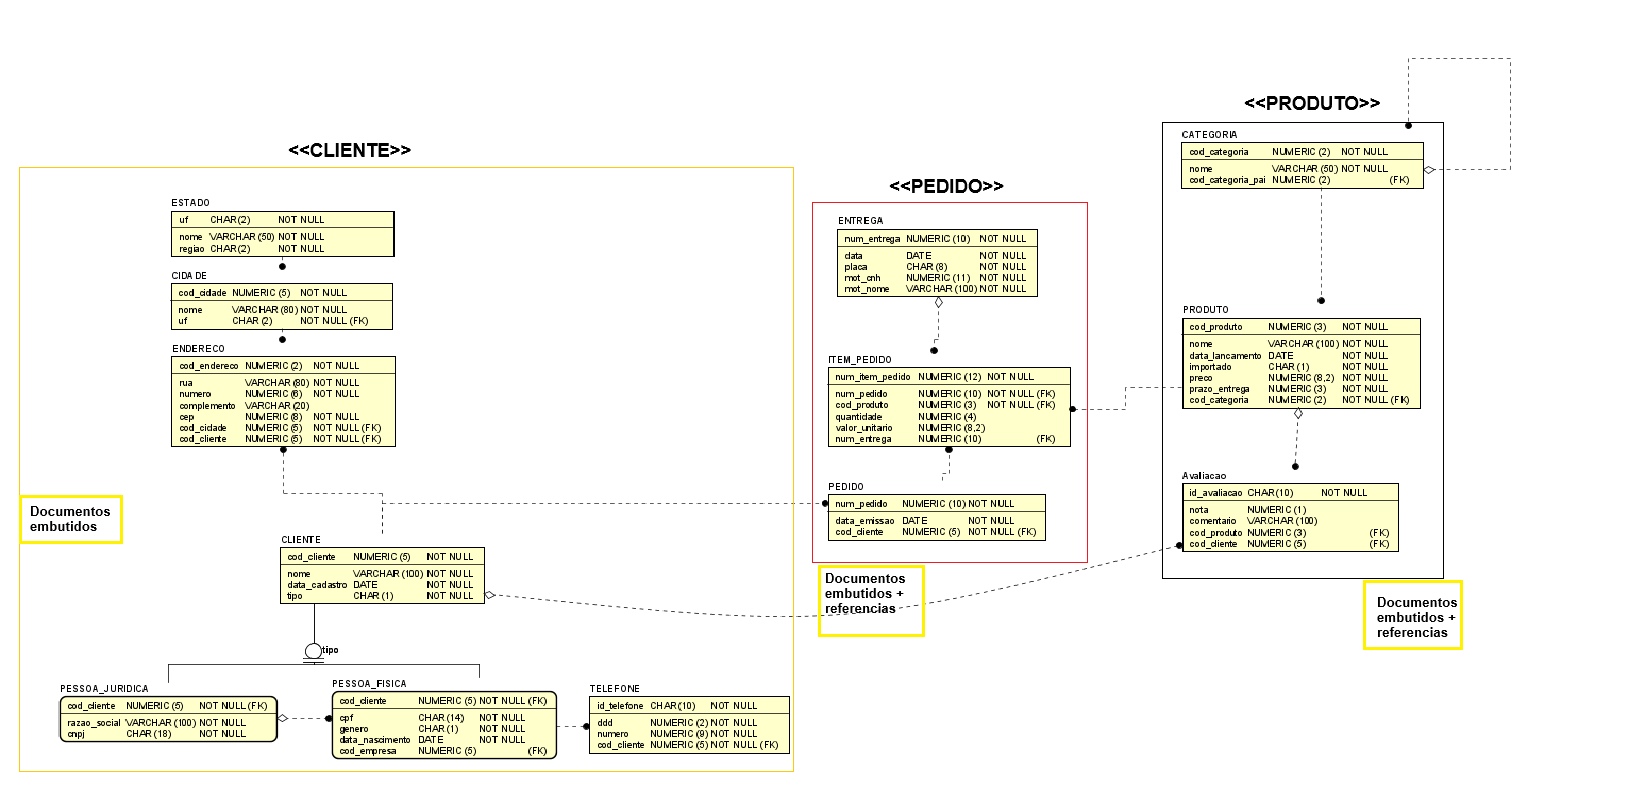 <<CLIENTE>>
ESTADO
uf CHAR(2) NOT NULL
nome VARCHAR(50) NOT NULL
regiao CHAR(2) NOT NULL
CIDADE
cod_cidade NUMERIC (5) NOT NULL
nome VARCHAR(80) NOT NULL
uf CHAR (2) NOT NULL (FK)
ENDERECO
cod_endereco NUMERIC (2) NOT NULL
rua VARCHAR(80) NOT NULL
numero NUMERIC (6) NOT NULL
complemento VARCHAR(20)
cep NUMERIC (8) NOT NULL
cod_cidade NUMERIC (5) NOT NULL (FK)
cod_cliente NUMERIC (5) NOT NULL (FK)
Documentos
embutidos
CLIENTE
cod_cliente NUMERIC (5) NOT NULL
nome VARCHAR(100) NOT NULL
data_cadastro DATE NOT NULL
tipo CHAR (1) NOT NULL
tipo
PESSOA_JURIDICA
cod_cliente NUMERIC (5) NOT NULL (FK)
razao_social VARCHAR(100) NOT NULL
cnpj CHAR (18) NOT NULL
PESSOA_FISICA
cod_cliente NUMERIC (5) NOT NULL (FK)
cpf CHAR (14) NOT NULL
genero CHAR (1) NOT NULL
data_nascimento DATE NOT NULL
cod_empresa NUMERIC (5) (FK)
TELEFONE
id_telefone CHAR(10) NOT NULL
ddd NUMERIC (2) NOT NULL
numero NUMERIC (9) NOT NULL
cod_cliente NUMERIC (5) NOT NULL (FK)
<<PEDIDO>>
ENTREGA
num_entrega NUMERIC (10) NOT NULL
data DATE NOT NULL
placa CHAR (8) NOT NULL
mot_cnh NUMERIC (11) NOT NULL
mot_nome VARCHAR (100) NOT NULL
ITEM_PEDIDO
num_item_pedido NUMERIC (12) NOT NULL
num_pedido NUMERIC (10) NOT NULL (FK)
cod_produto NUMERIC (3) NOT NULL (FK)
quantidade NUMERIC (4)
valor_unitario NUMERIC (8,2)
num_entrega NUMERIC (10) (FK)
PEDIDO
num_pedido NUMERIC (10) NOT NULL
data_emissao DATE NOT NULL
cod_cliente NUMERIC (5) NOT NULL (FK)
Documentos
embutidos +
referencias
<<PRODUTO>>
CATEGORIA
cod_categoria NUMERIC (2) NOT NULL
nome VARCHAR (50) NOT NULL
cod_categoria_pai NUMERIC (2) (FK)
PRODUTO
cod_produto NUMERIC (3) NOT NULL
nome VARCHAR (100) NOT NULL
data_lancamento DATE NOT NULL
importado CHAR (1) NOT NULL
preco NUMERIC (8,2) NOT NULL
prazo_entrega NUMERIC (3) NOT NULL
cod_categoria NUMERIC (2) NOT NULL (FK)
Avaliacao
id_avaliacao CHAR(10) NOT NULL
nota NUMERIC (1)
comentario VARCHAR (100)
cod_produto NUMERIC (3) (FK)
cod_cliente NUMERIC (5) (FK)
Documentos
embutidos +
referencias